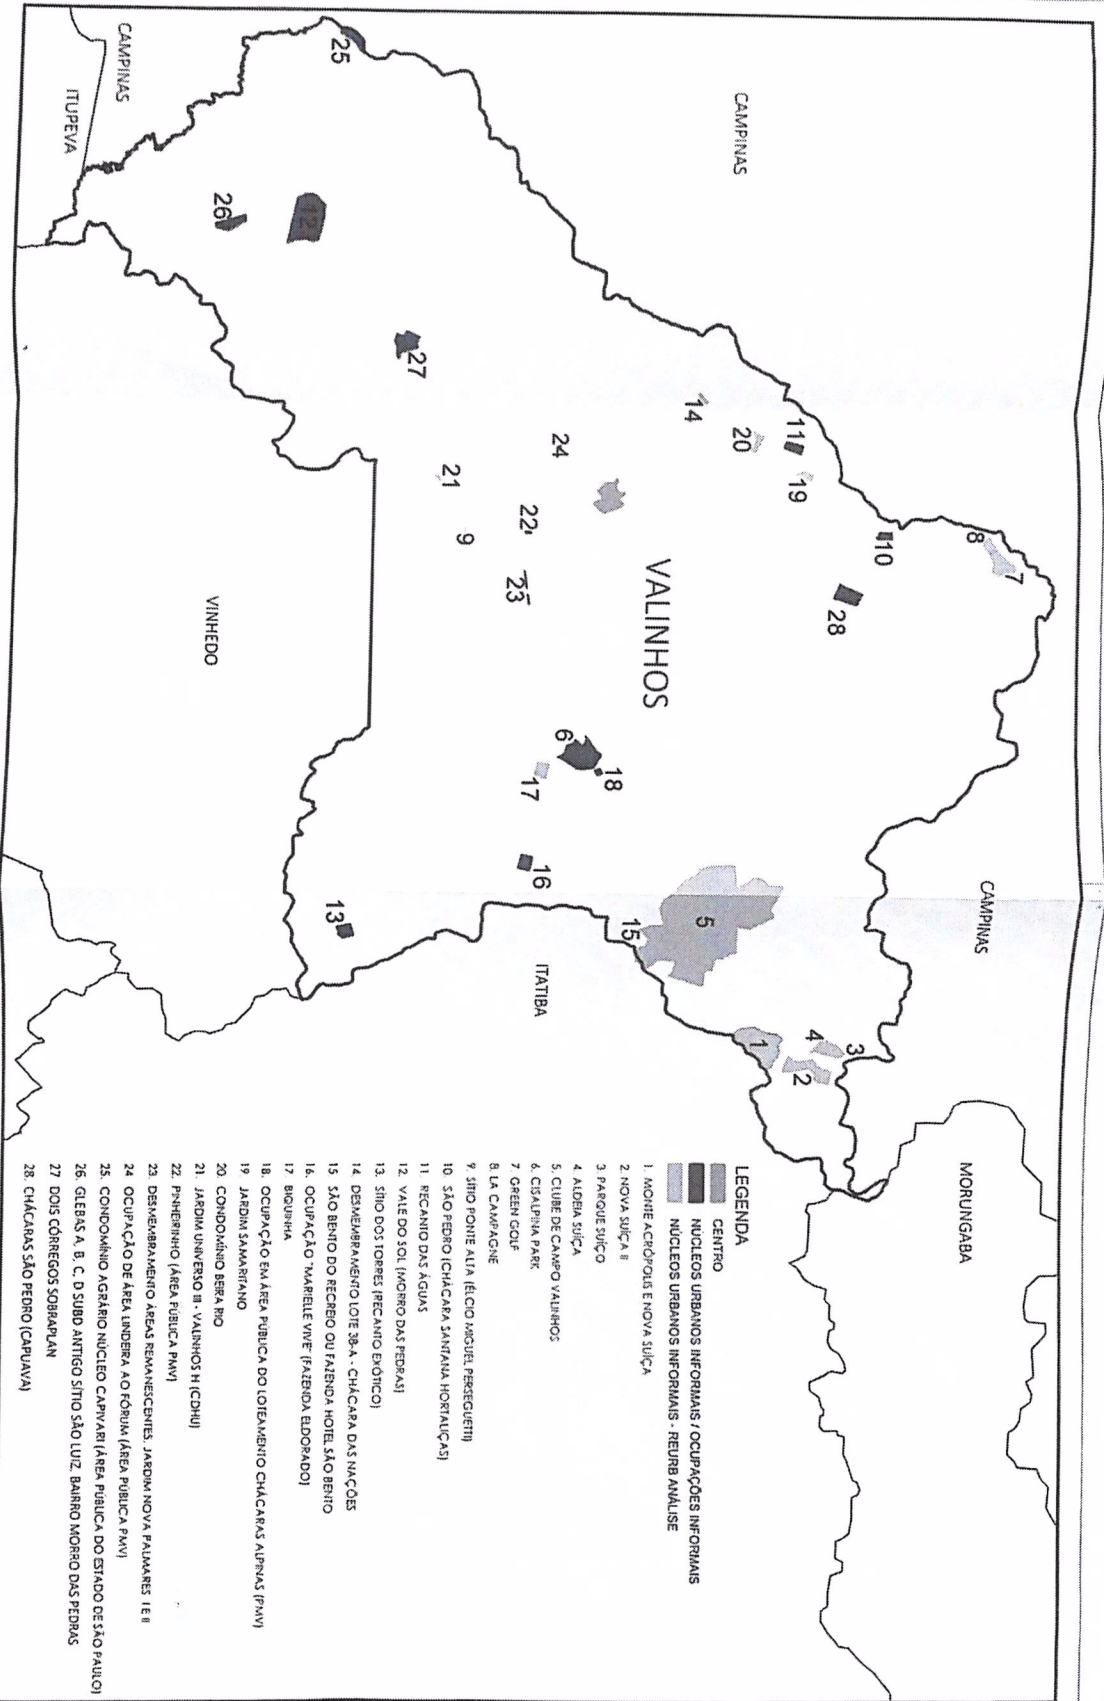 CAMPINAS
CAMPINAS
MORUNGABA
CAMPINAS
ITUPEVA
VINHEDO
ITATIBA
VALINHOS
25
26
12
27
14
20
11
19
24
21
9
22
23
10
8
7
28
6
18
17
16
13
15
5
1
4
3
2
LEGENDA
CENTRO
NÚCLEOS URBANOS INFORMAIS / OCUPAÇÕES INFORMAIS
NÚCLEOS URBANOS INFORMAIS - REURB ANÁLISE
1. MONTE ACRÓPOLIS E NOVA SUÍÇA
2. NOVA SUÍÇA II
3. PARQUE SUÍÇO
4. ALDEIA SUÍÇA
5. CLUBE DE CAMPO VALINHOS
6. CISALPINA PARK
7. GREEN GOLF
8. LA CAMPAGNE
9. SÍTIO PONTE ALTA (ÉLCIO MIGUEL PERSEGUETTI)
10. SÃO PEDRO (CHÁCARA SANTANA HORTALIÇAS)
11 RECANTO DAS ÁGUAS
12. VALE DO SOL (MORRO DAS PEDRAS)
13. SÍTIO DOS TORRES (RECANTO EXÓTICO)
14 DESMEMBRAMENTO LOTE 38-A - CHÁCARA DAS NAÇÕES
15 SÃO BENTO DO RECREIO OU FAZENDA HOTEL SÃO BENTO
16. OCUPAÇÃO "MARIELLE VIVE" (FAZENDA ELDORADO)
17 BIQUINHA
18. OCUPAÇÃO EM ÁREA PÚBLICA DO LOTEAMENTO CHÁCARAS ALPINAS (PMV)
19 JARDIM SAMARITANO
20. CONDOMÍNIO BEIRA RIO
21. JARDIM UNIVERSO III - VALINHOS H (CDHU)
22. PINHEIRINHO (ÁREA PÚBLICA PMV)
23. DESMEMBRAMENTO ÁREAS REMANESCENTES, JARDIM NOVA PALMARES I E II
24 OCUPAÇÃO DE ÁREA LINDEIRA AO FÓRUM (ÁREA PÚBLICA PMV)
25. CONDOMÍNIO AGRÁRIO NÚCLEO CAPIVARI (ÁREA PÚBLICA DO ESTADO DE SÃO PAULO)
26. GLEBAS A, B, C, D SUBD ANTIGO SÍTIO SÃO LUIZ, BAIRRO MORRO DAS PEDRAS
27 DOIS CÓRREGOS SOBRAPLAN
28. CHÁCARAS SÃO PEDRO (CAPUAVA)